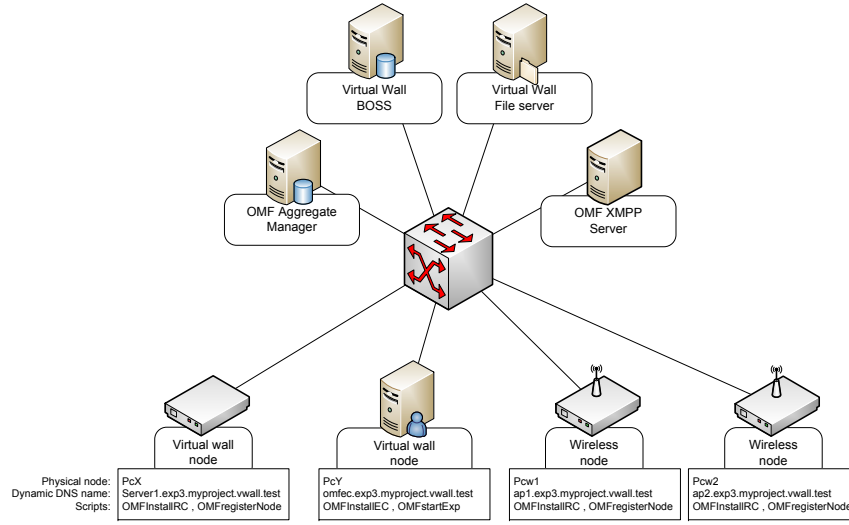 Virtual Wall
BOSS
Virtual Wall
File server
OMF Aggregate
Manager
OMF XMPP
Server
Virtual wall
node
Virtual wall
node
Wireless
node
Wireless
node
Physical node: PcX PcY Pcw1 Pcw2
Dynamic DNS name: Server1.exp3.myproject.vwall.test omfec.exp3.myproject.vwall.test ap1.exp3.myproject.vwall.test ap2.exp3.myproject.vwall.test
Scripts: OMFInstallRC , OMFregisterNode OMFInstallEC , OMFstartExp OMFInstallRC , OMFregisterNode OMFInstallRC , OMFregisterNode